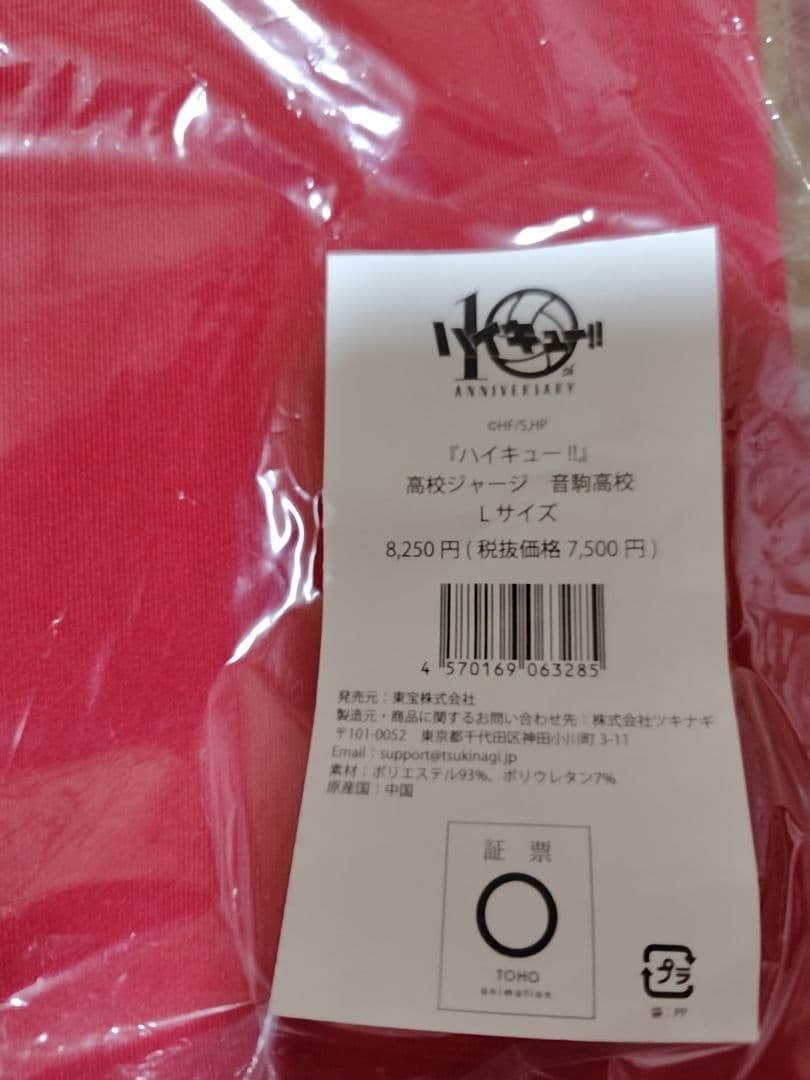 10th
ハイキュー!!
ANNIVERSARY
©HF/S,HP
『ハイキュー!!』
高校ジャージ 音駒高校
Lサイズ
8,250円(税抜価格7,500円)
4 570169 063285
発売元：東宝株式会社
製造元・商品に関するお問い合わせ先：株式会社ツキナギ
〒101-0052 東京都千代田区神田小川町3-11
Email：support@tsukinagi.jp
素材：ポリエステル93%、ポリウレタン7%
原産国：中国
証 票
TOHO
animation
プラ
袋：PP